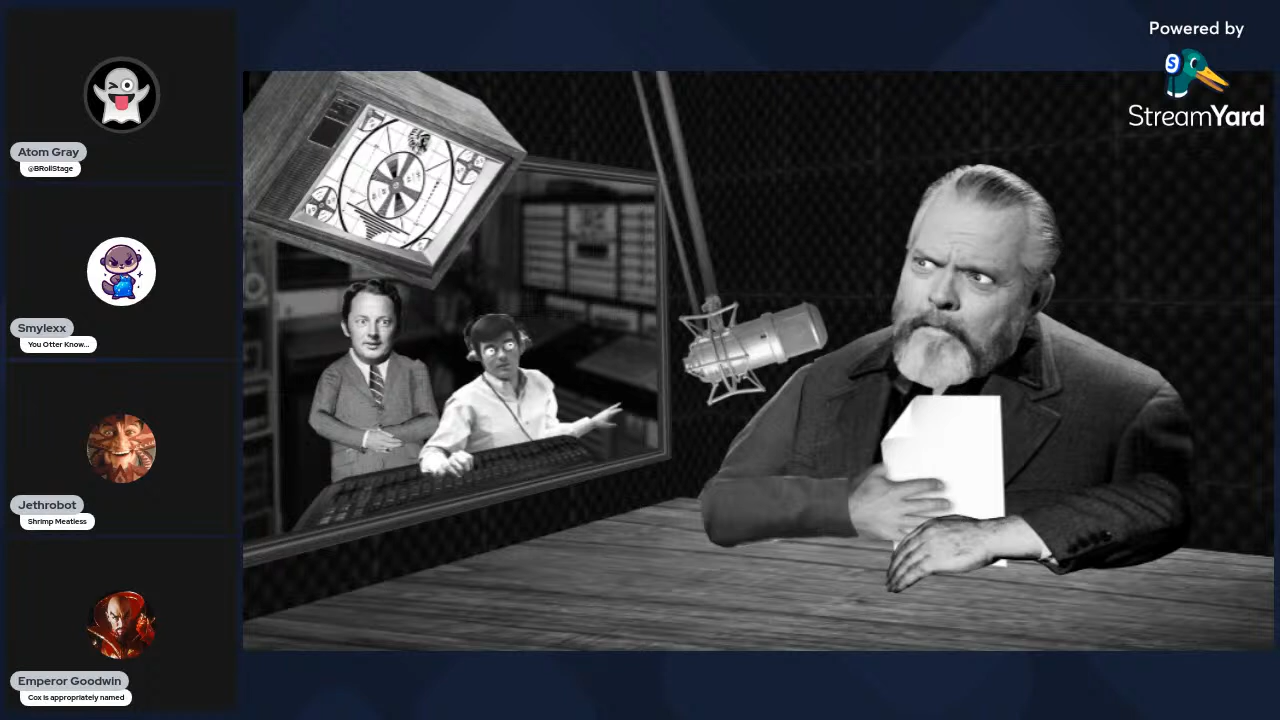 Powered by
StreamYard
Atom Gray
@BRollStage
Smylexx
You Otter Know...
Jethrobot
Shrimp Meatless
Emperor Goodwin
Cox is appropriately named